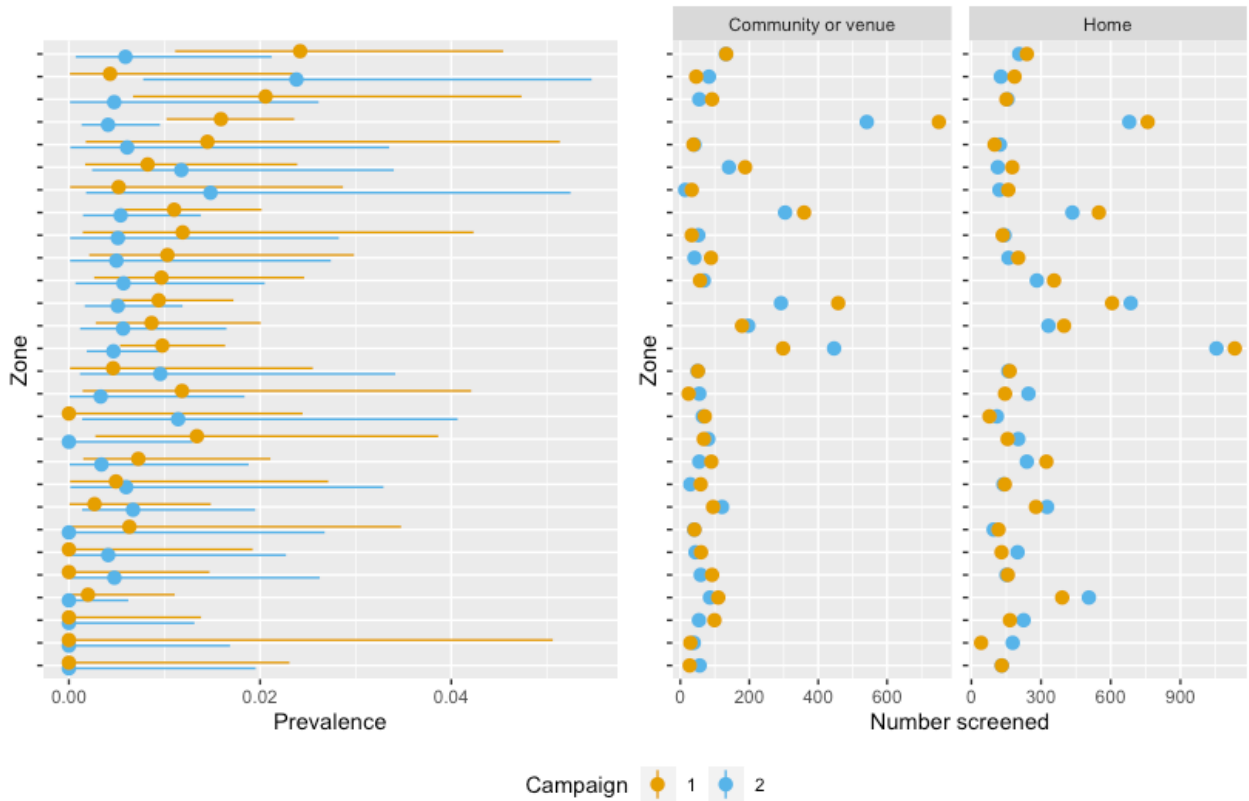 Community or venue
Home
Zone
Zone
0.00 0.02 0.04
0 200 400 600
0 300 600 900
Prevalence
Number screened
Campaign 1 2